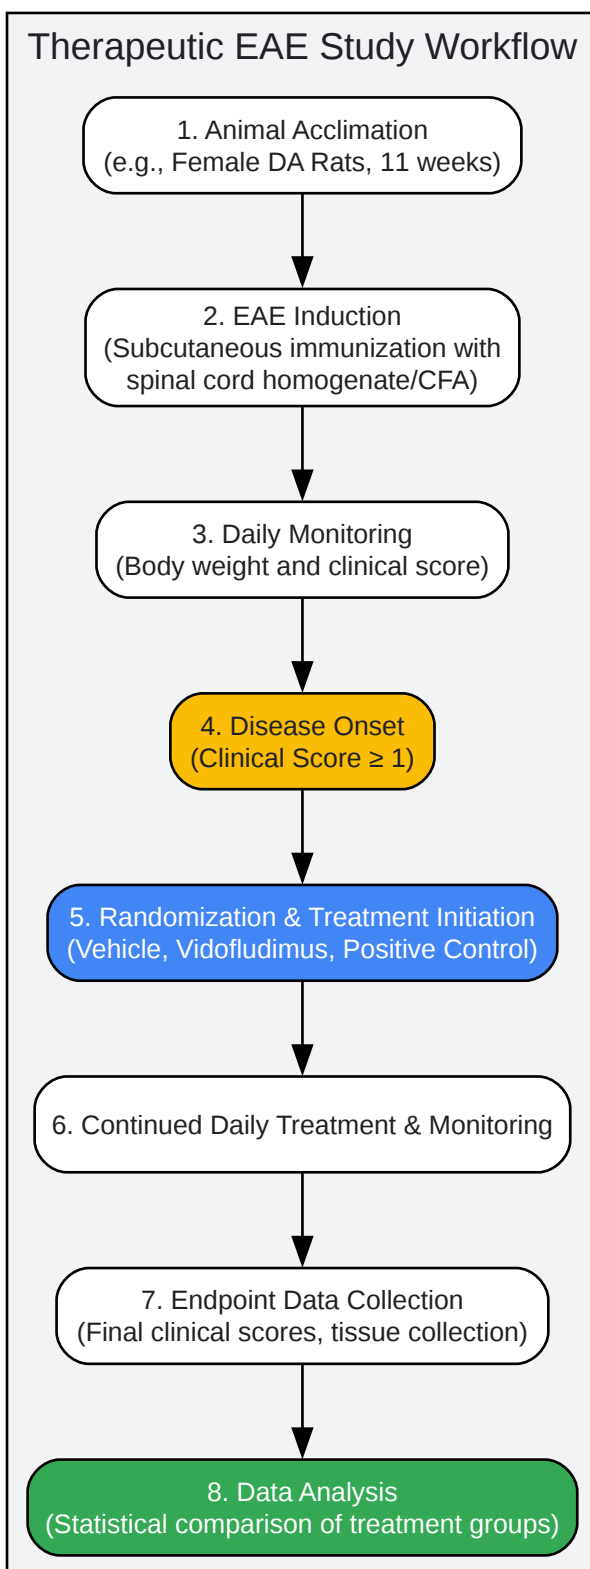 Therapeutic EAE Study Workflow
1. Animal Acclimation
(e.g., Female DA Rats, 11 weeks)
2. EAE Induction
(Subcutaneous immunization with
spinal cord homogenate/CFA)
3. Daily Monitoring
(Body weight and clinical score)
4. Disease Onset
(Clinical Score ≥ 1)
5. Randomization & Treatment Initiation
(Vehicle, Vidofludimus, Positive Control)
6. Continued Daily Treatment & Monitoring
7. Endpoint Data Collection
(Final clinical scores, tissue collection)
8. Data Analysis
(Statistical comparison of treatment groups)